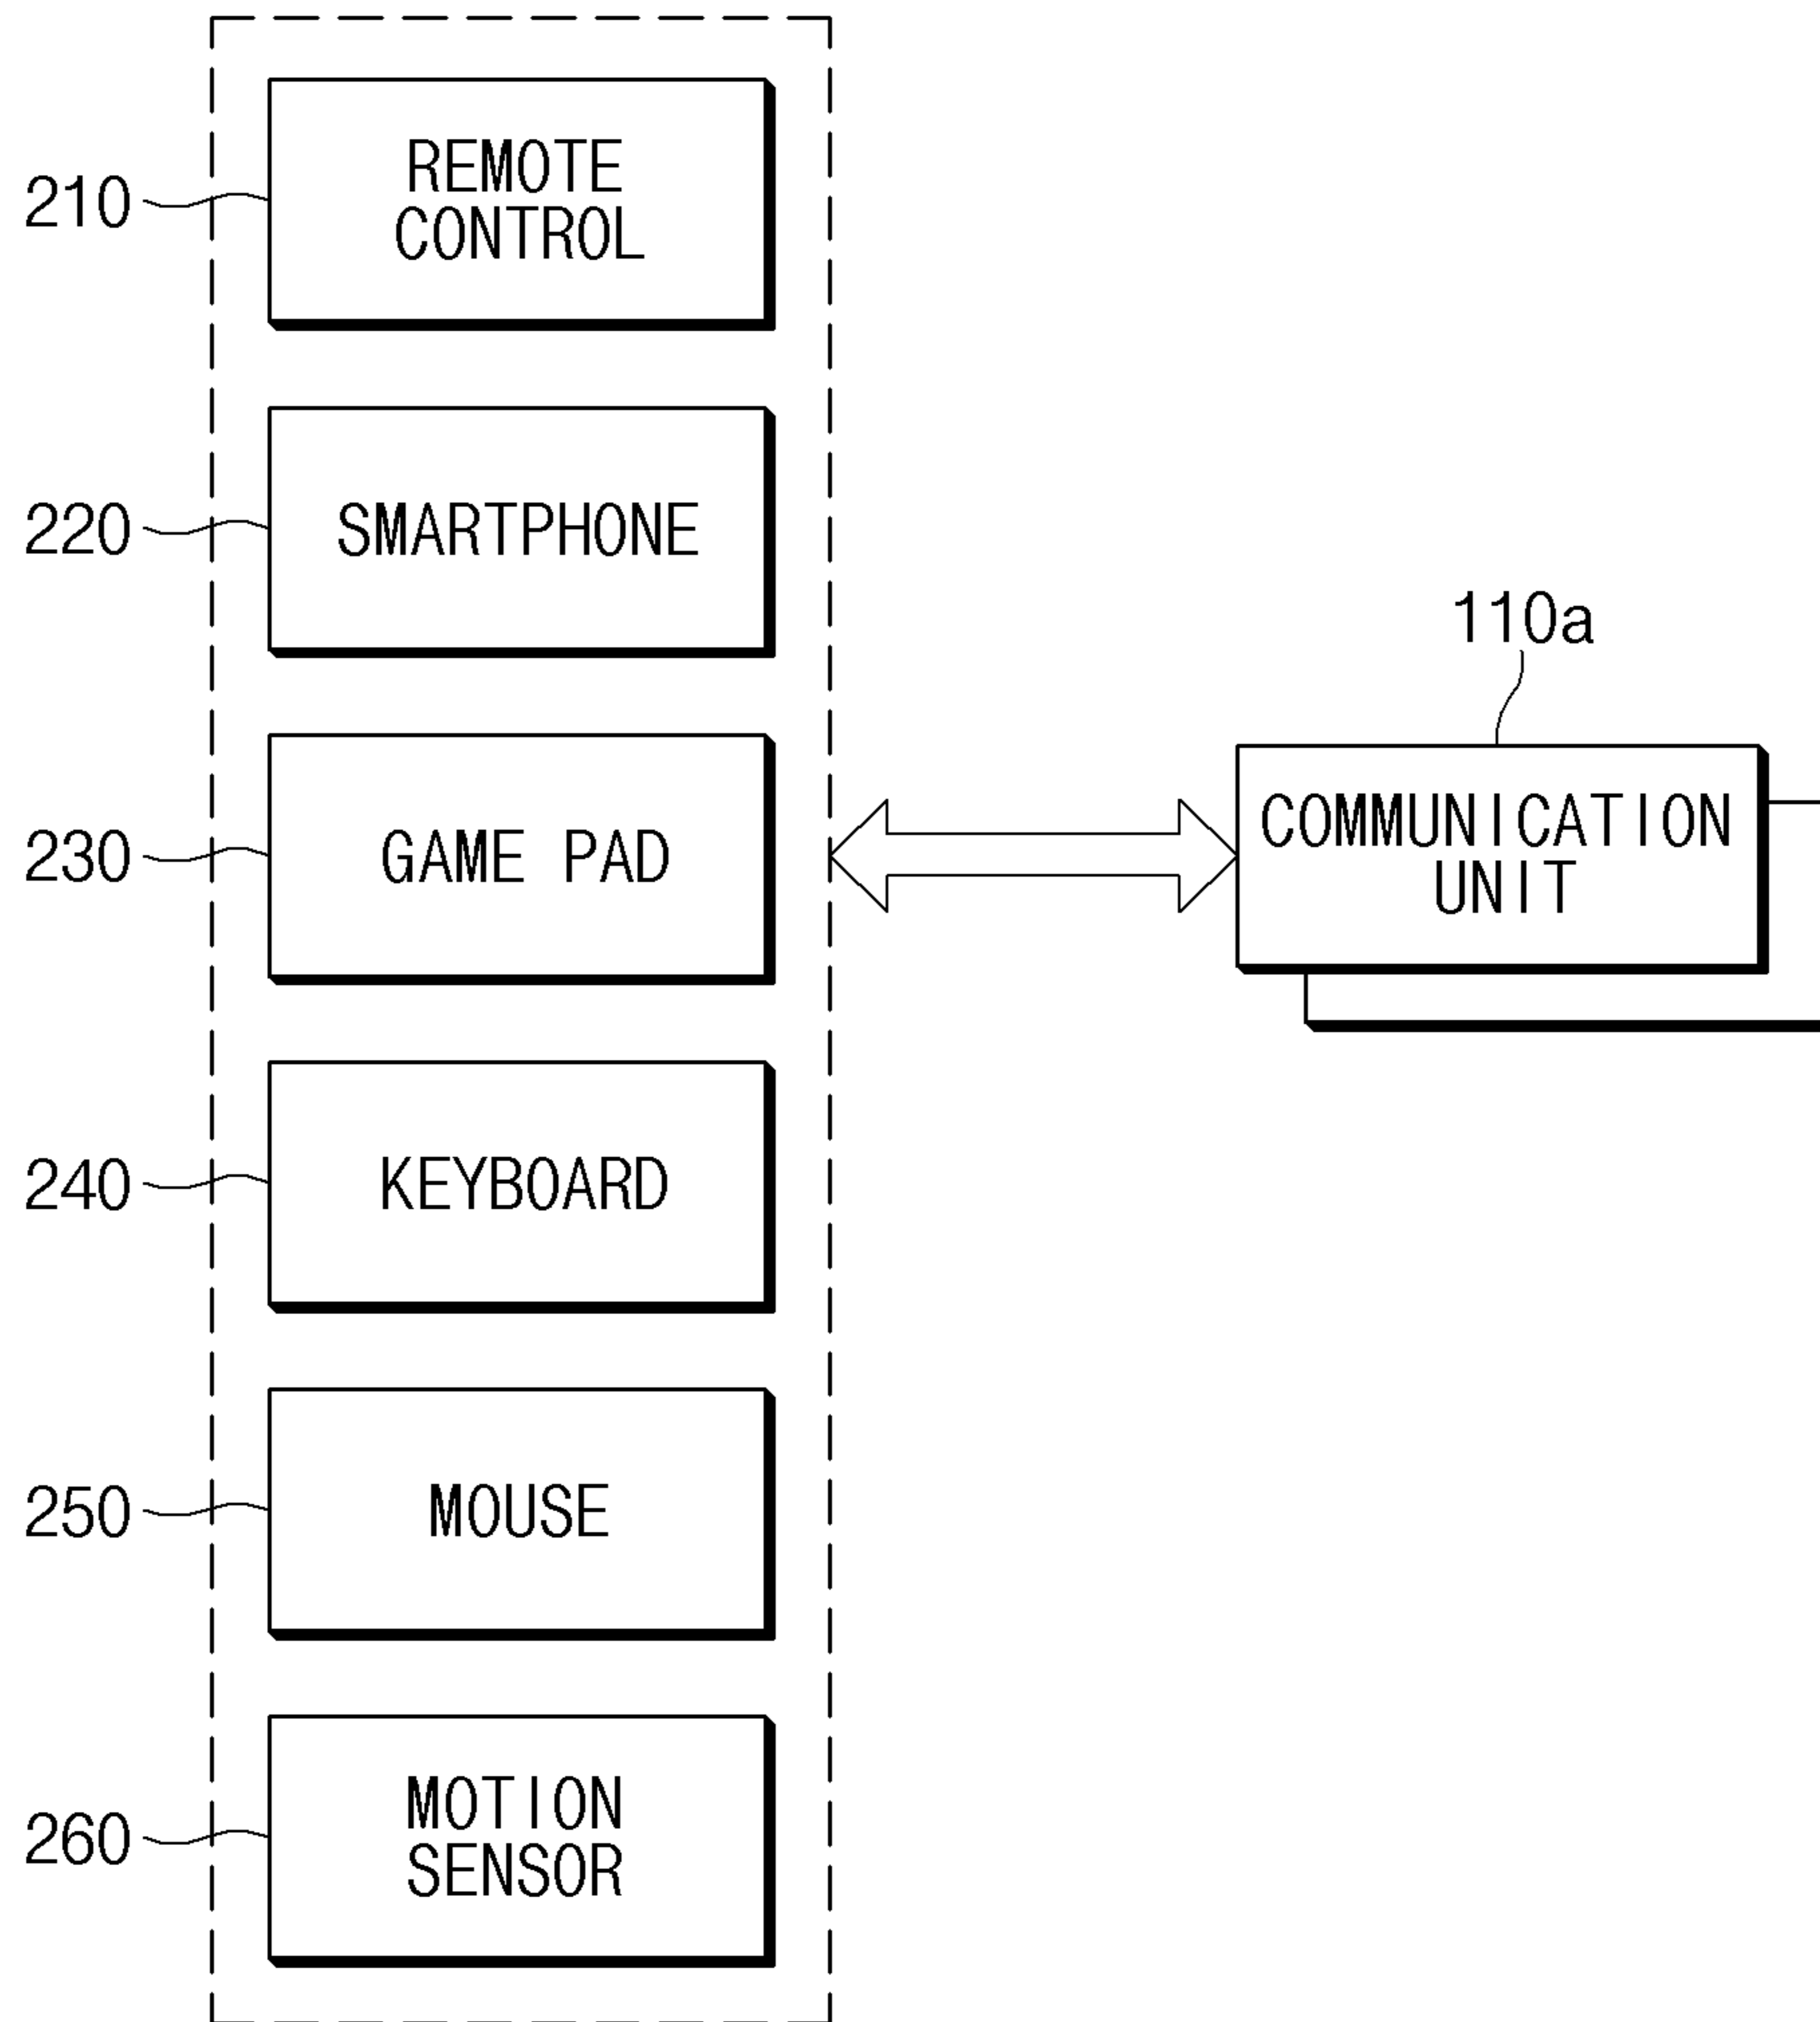 210
REMOTE
CONTROL
220
SMARTPHONE
110a
230
GAME PAD
COMMUNICATION
UNIT
240
KEYBOARD
250
MOUSE
260
MOTION
SENSOR